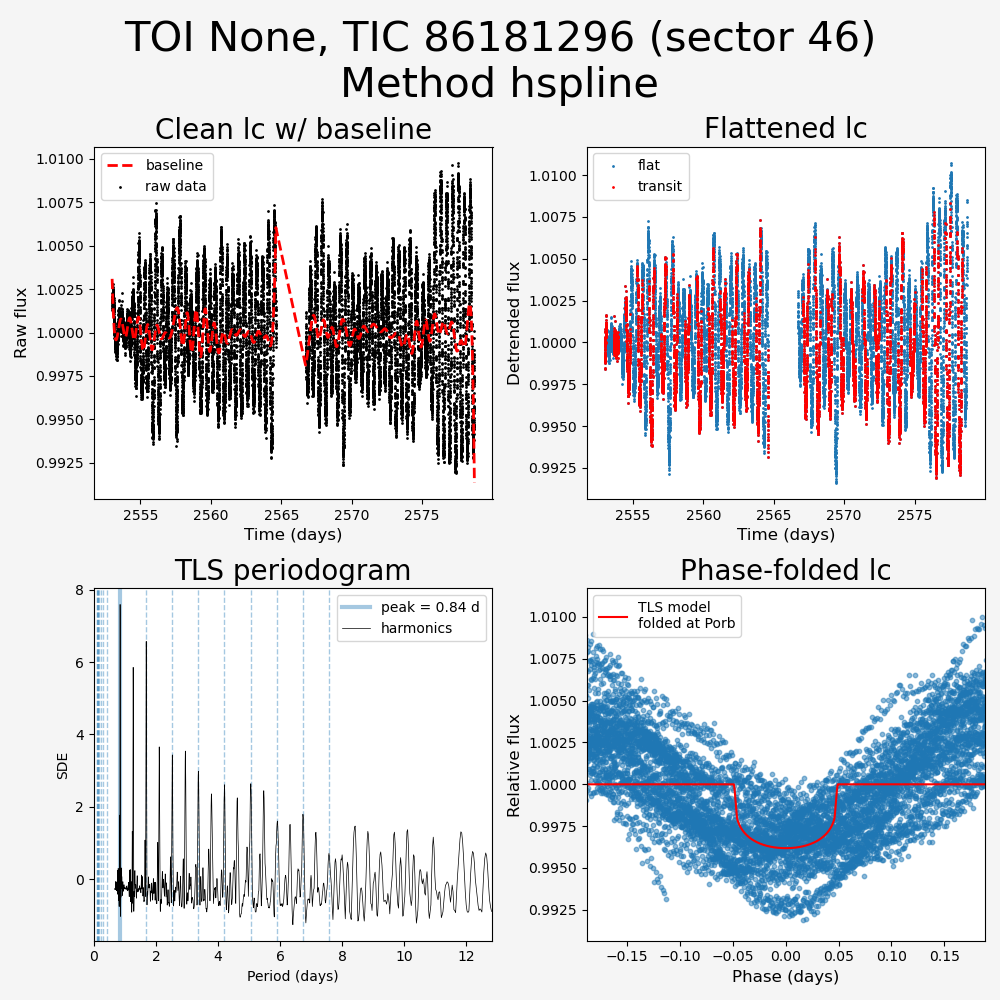 TOI None, TIC 86181296 (sector 46)
Method hspline
Clean lc w/ baseline
baseline
raw data
1.0100
1.0075
1.0050
1.0025
1.0000
0.9975
0.9950
0.9925
Raw flux
2555 2560 2565 2570 2575
Time (days)
Flattened lc
flat
transit
1.0100
1.0075
1.0050
1.0025
1.0000
0.9975
0.9950
0.9925
Detrended flux
2555 2560 2565 2570 2575
Time (days)
TLS periodogram
peak = 0.84 d
harmonics
8
6
4
2
0
SDE
0 2 4 6 8 10 12
Period (days)
Phase-folded lc
TLS model
folded at Porb
1.0100
1.0075
1.0050
1.0025
1.0000
0.9975
0.9950
0.9925
Relative flux
−0.15 −0.10 −0.05 0.00 0.05 0.10 0.15
Phase (days)